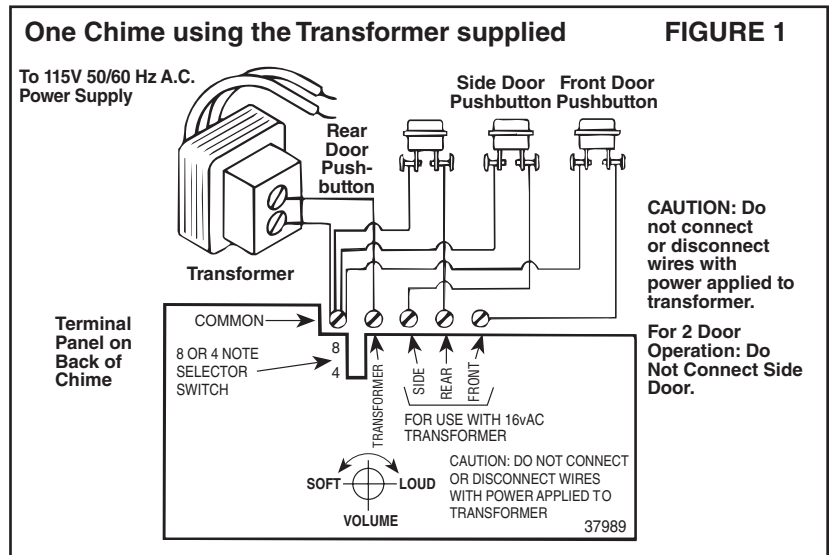 One Chime using the Transformer supplied FIGURE 1
To 115V 50/60 Hz A.C.
Power Supply
Rear
Door
Push-
button
Side Door
Pushbutton
Front Door
Pushbutton
Transformer
CAUTION: Do
not connect
or disconnect
wires with
power applied to
transformer.
For 2 Door
Operation: Do
Not Connect Side
Door.
Terminal
Panel on
Back of
Chime
COMMON
8 OR 4 NOTE
SELECTOR
SWITCH
8
4
TRANSFORMER
SIDE
REAR
FRONT
FOR USE WITH 16vAC
TRANSFORMER
SOFT
LOUD
VOLUME
CAUTION: DO NOT CONNECT
OR DISCONNECT WIRES
WITH POWER APPLIED TO
TRANSFORMER
37989